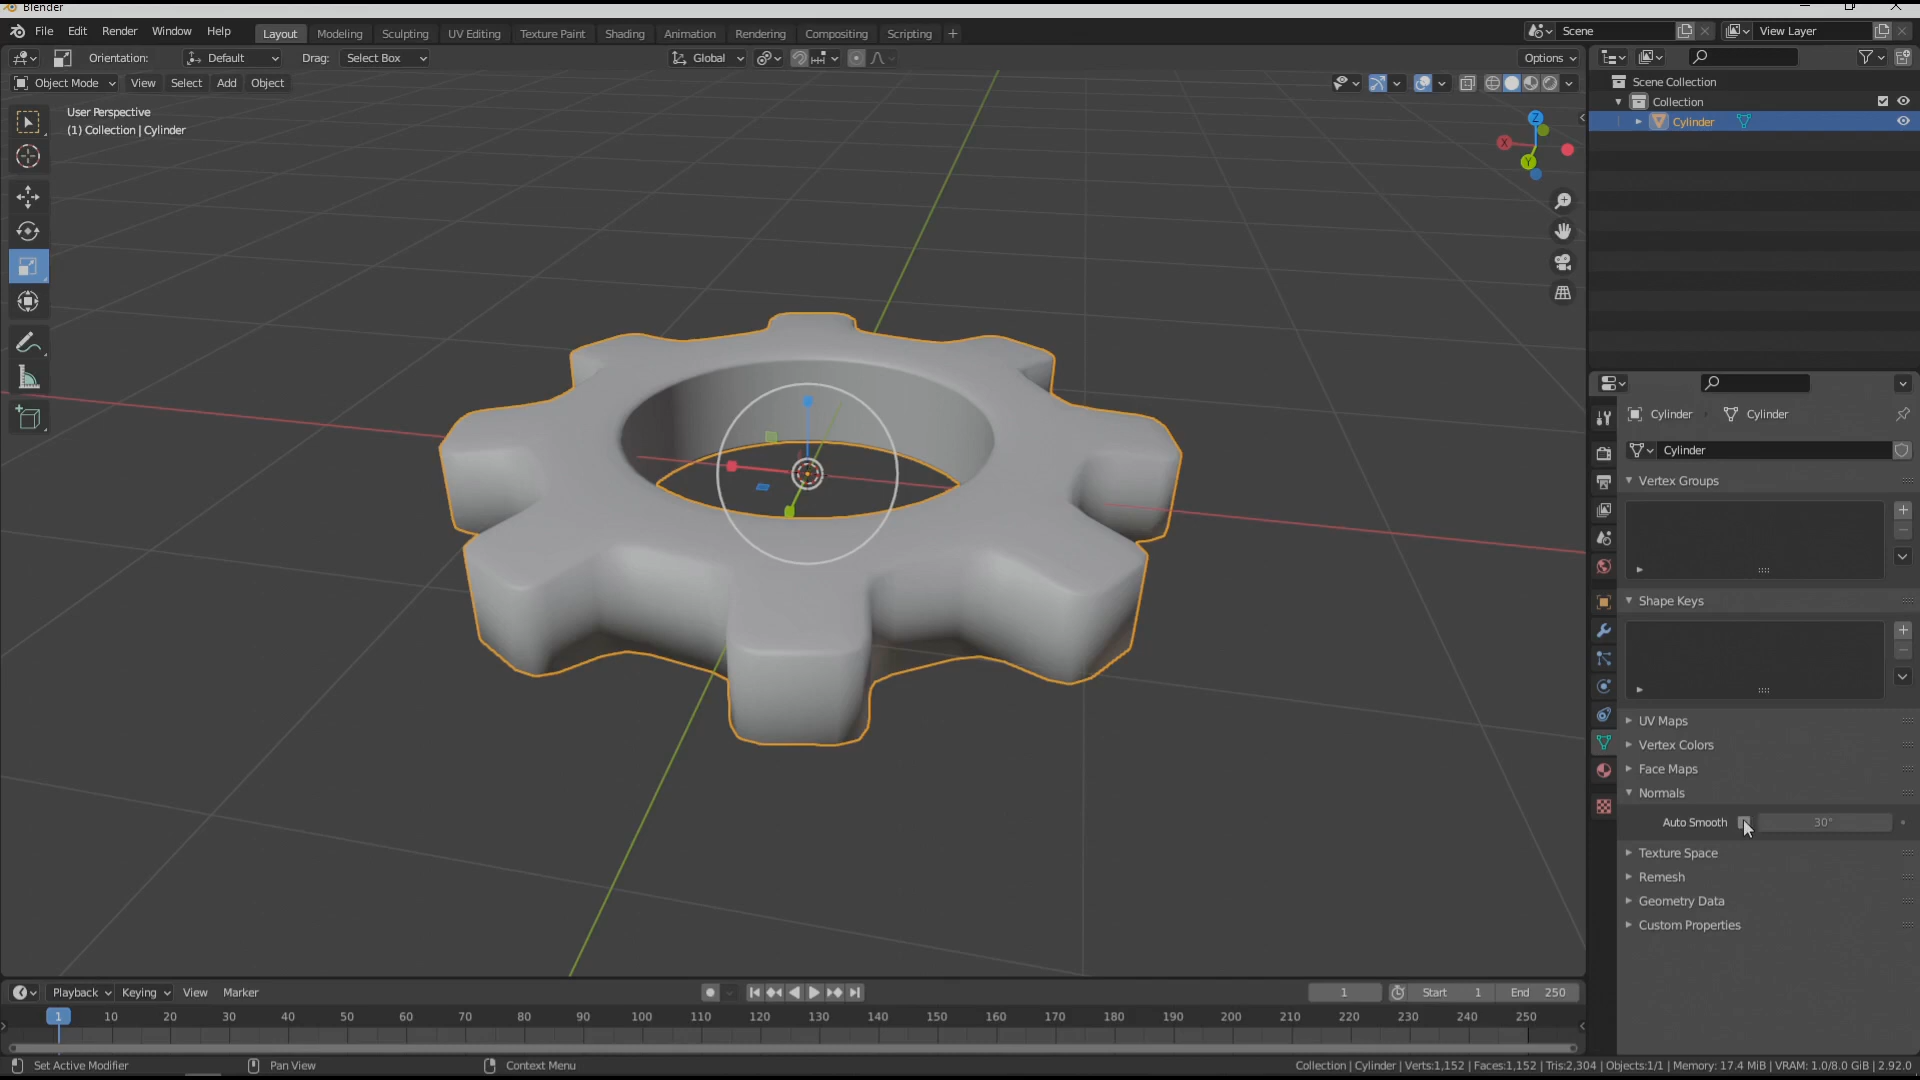 Blender
File Edit Render Window Help
Layout Modeling Sculpting UV Editing Texture Paint Shading Animation Rendering Compositing Scripting +
Scene
View Layer
Orientation: Default Drag: Select Box
Global
Options
Object Mode View Select Add Object
User Perspective
(1) Collection | Cylinder
Z
X
Y
Scene Collection
Collection
Cylinder
Cylinder Cylinder
Cylinder
Vertex Groups
Shape Keys
UV Maps
Vertex Colors
Face Maps
Normals
Auto Smooth 30°
Texture Space
Remesh
Geometry Data
Custom Properties
Playback Keying View Marker
1 Start 1 End 250
1 10 20 30 40 50 60 70 80 90 100 110 120 130 140 150 160 170 180 190 200 210 220 230 240 250
Set Active Modifier Pan View Context Menu
Collection | Cylinder | Verts:1,152 | Faces:1,152 | Tris:2,304 | Objects:1/1 | Memory: 17.4 MiB | VRAM: 1.0/8.0 GiB | 2.92.0